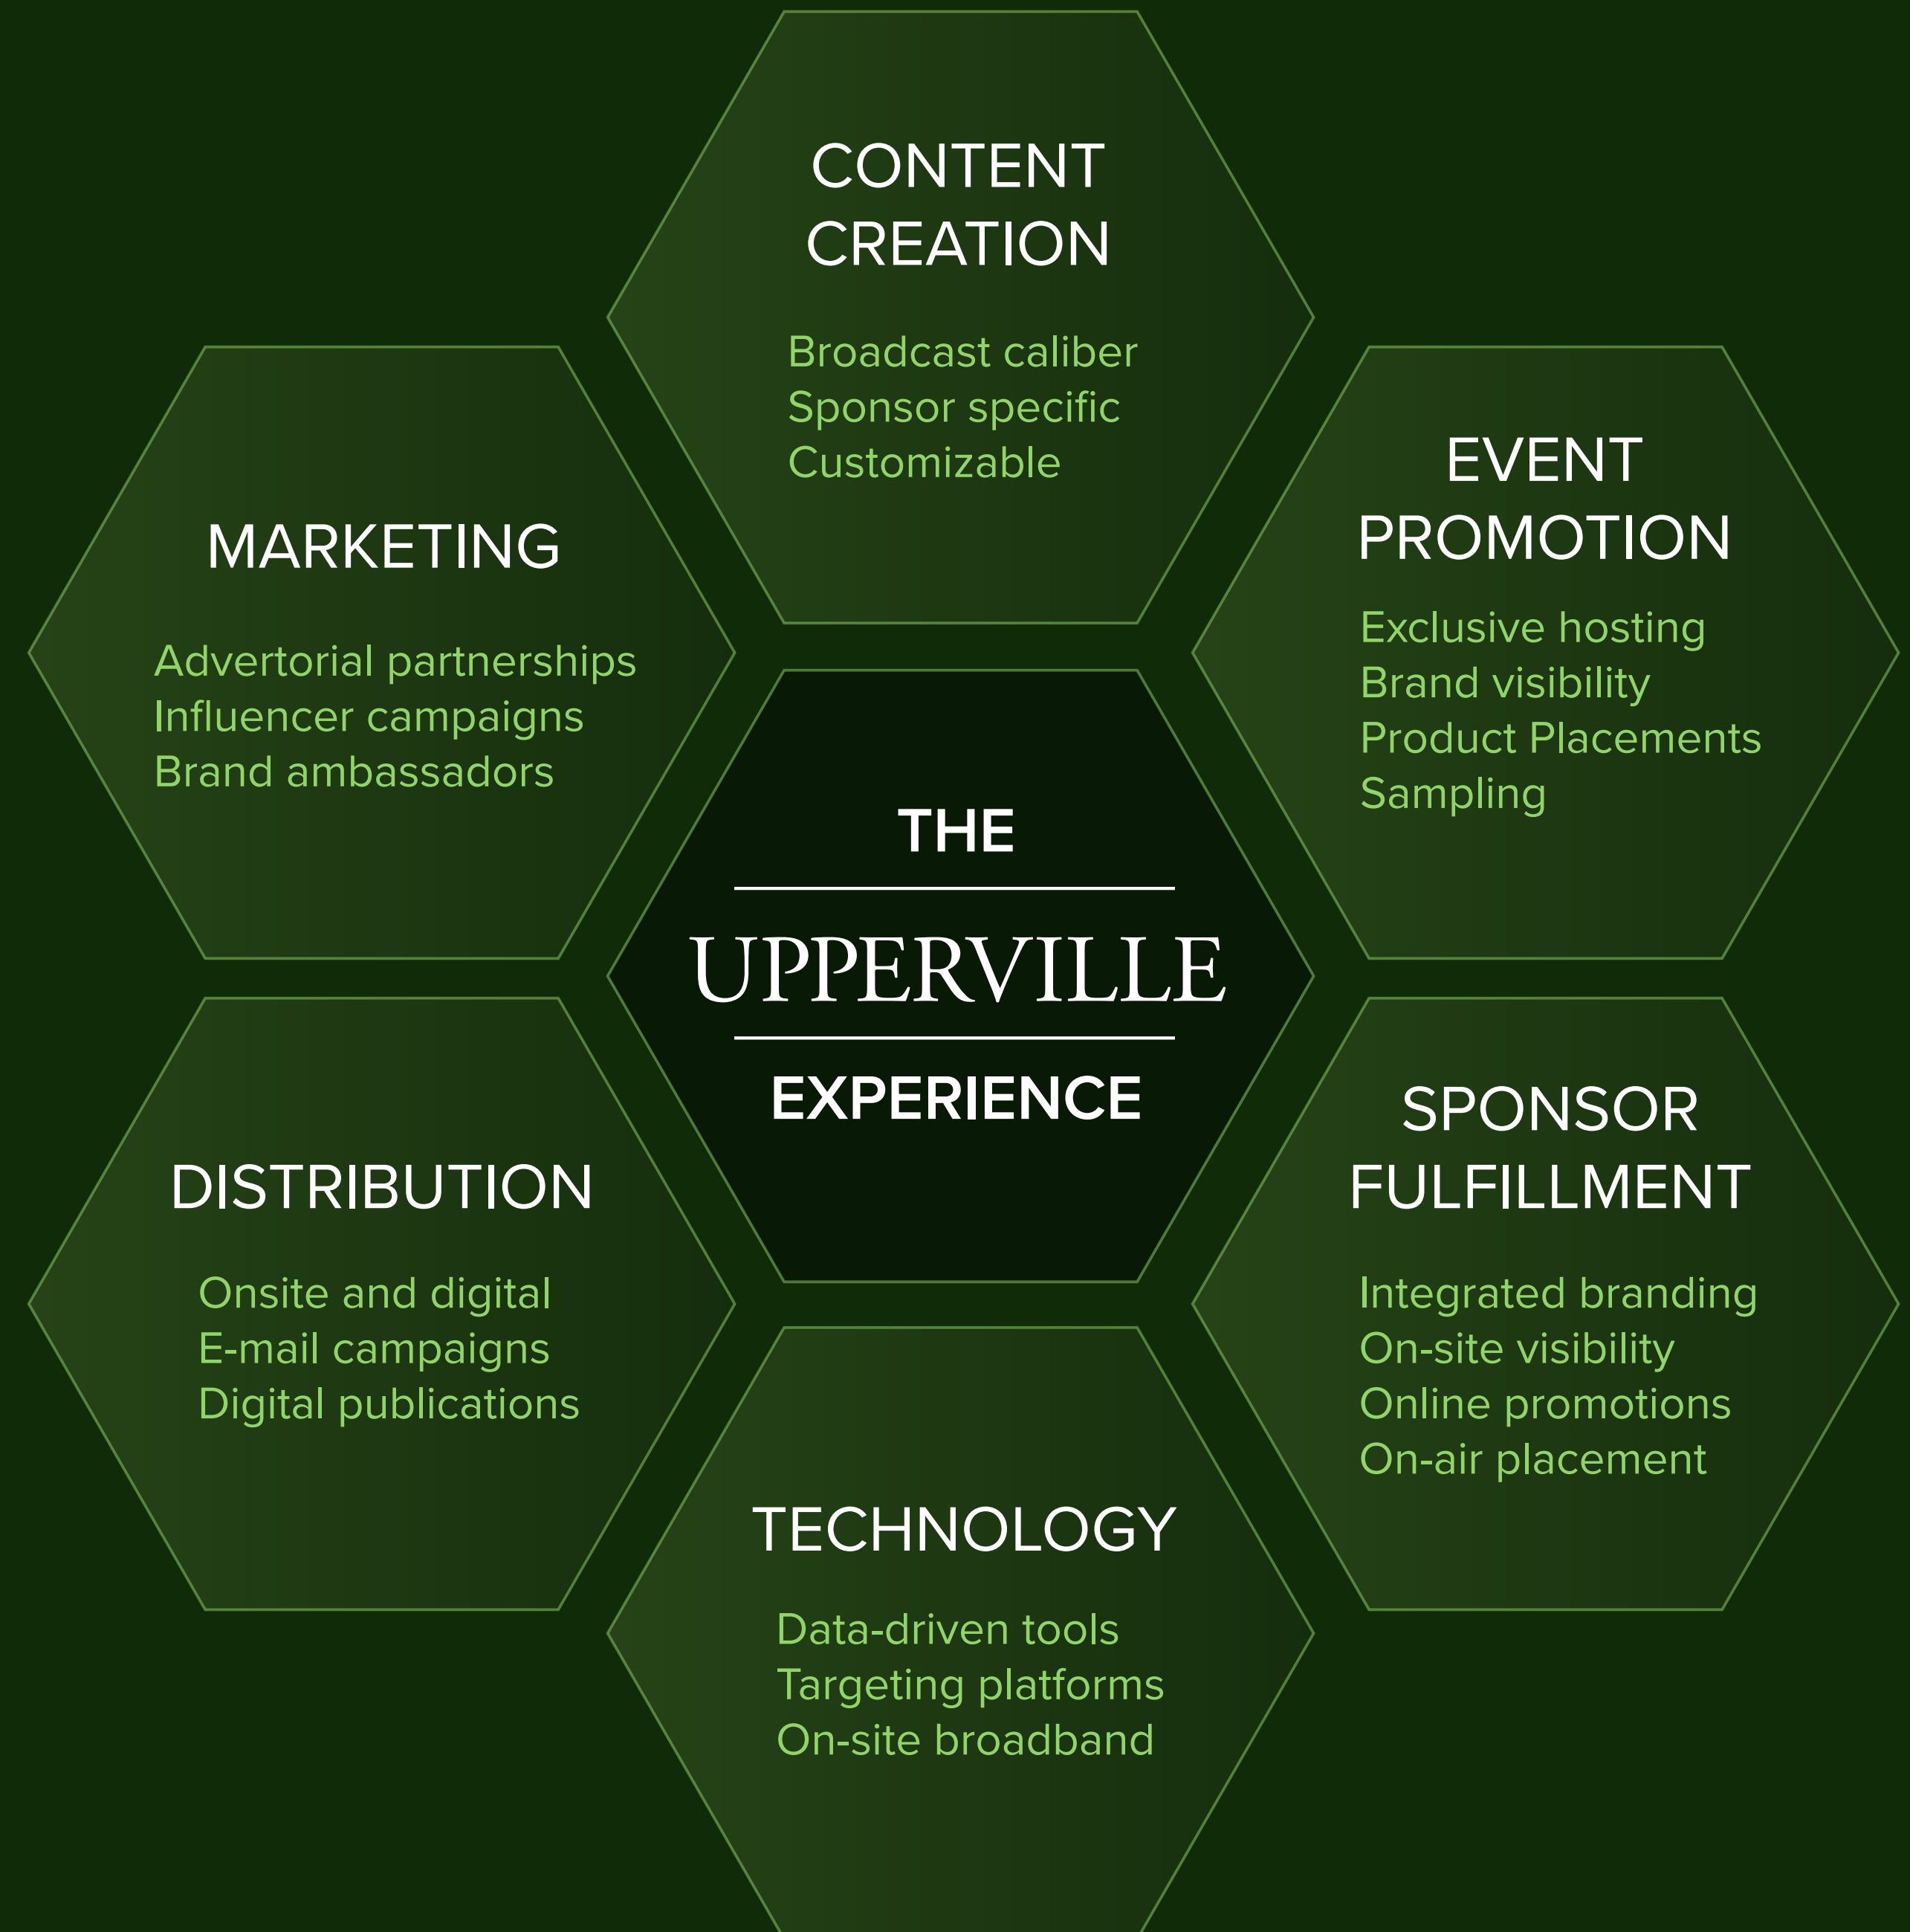 CONTENT
CREATION
Broadcast caliber
Sponsor specific
Customizable
EVENT
PROMOTION
Exclusive hosting
Brand visibility
Product Placements
Sampling
MARKETING
Advertorial partnerships
Influencer campaigns
Brand ambassadors
THE
UPPERVILLE
EXPERIENCE
SPONSOR
FULFILLMENT
Integrated branding
On-site visibility
Online promotions
On-air placement
DISTRIBUTION
Onsite and digital
E-mail campaigns
Digital publications
TECHNOLOGY
Data-driven tools
Targeting platforms
On-site broadband